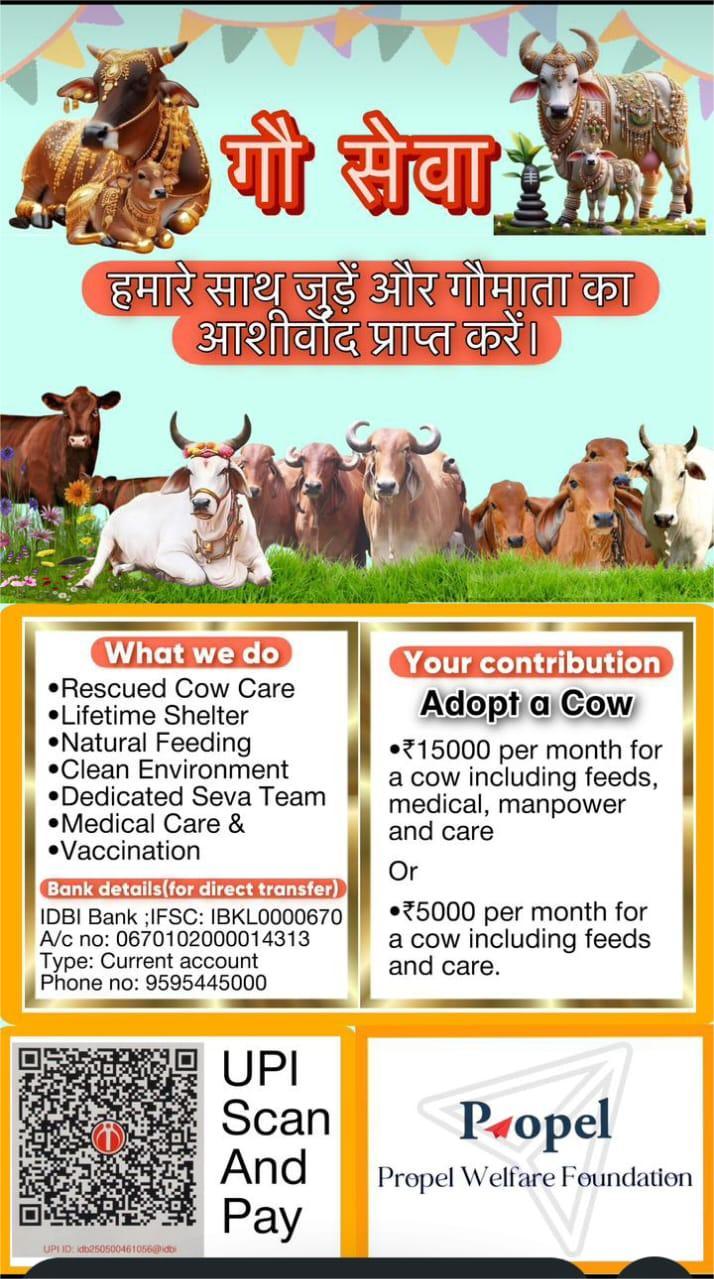 गौ सेवा
हमारे साथ जुड़ें और गौमाता का
आशीर्वाद प्राप्त करें।
What we do
•Rescued Cow Care
•Lifetime Shelter
•Natural Feeding
•Clean Environment
•Dedicated Seva Team
•Medical Care &
•Vaccination
Bank details(for direct transfer)
IDBI Bank ;IFSC: IBKL0000670
A/c no: 0670102000014313
Type: Current account
Phone no: 9595445000
Your contribution
Adopt a Cow
•₹15000 per month for
a cow including feeds,
medical, manpower
and care
Or
•₹5000 per month for
a cow including feeds
and care.
UPI
Scan
And
Pay
UPI ID: idb250500461056@idbi
Propel
Propel Welfare Foundation